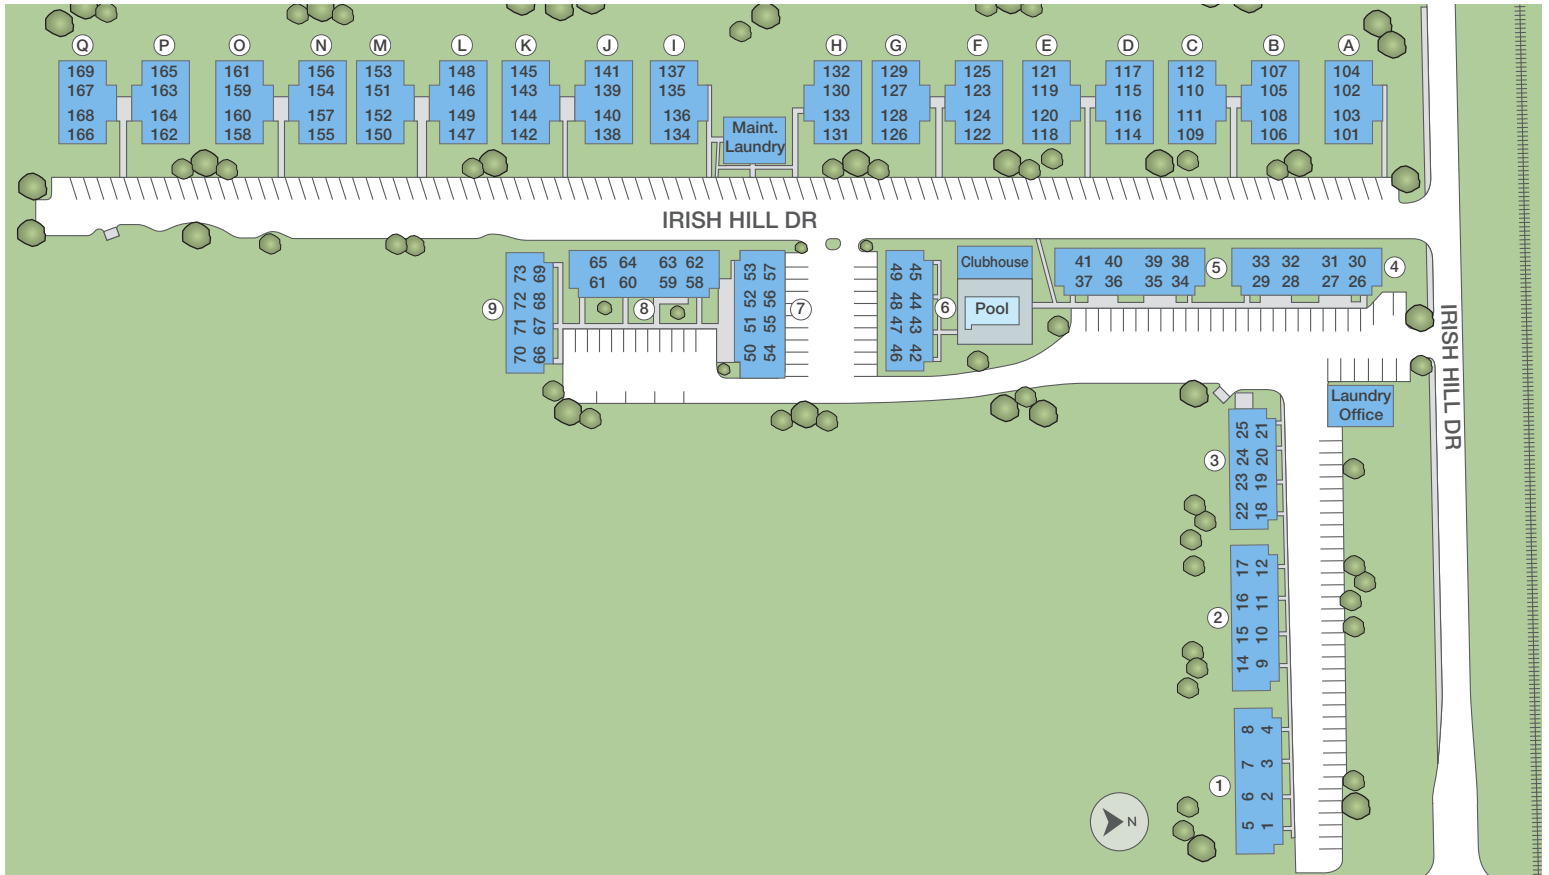 Q P O N M L K J I H G F E D C B A
169 165 161 156 153 148 145 141 137 132 129 125 121 117 112 107 104
167 163 159 154 151 146 143 139 135 130 127 123 119 115 110 105 102
168 164 160 157 152 149 144 140 136 133 128 124 120 116 111 108 103
166 162 158 155 150 147 142 138 134 131 126 122 118 114 109 106 101
Maint.
Laundry
IRISH HILL DR
73 69
72 68
71 67
70 66
9
65 64 63 62
61 60 59 58
8
53 57
52 56
51 55
50 54
7
49 45
48 44
47 43
46 42
6
Clubhouse
Pool
41 40 39 38
37 36 35 34
5
33 32 31 30
29 28 27 26
4
IRISH HILL DR
Laundry
Office
25 21
24 20
23 19
22 18
3
17 12
16 11
15 10
14 9
2
8 4
7 3
6 2
5 1
1
N